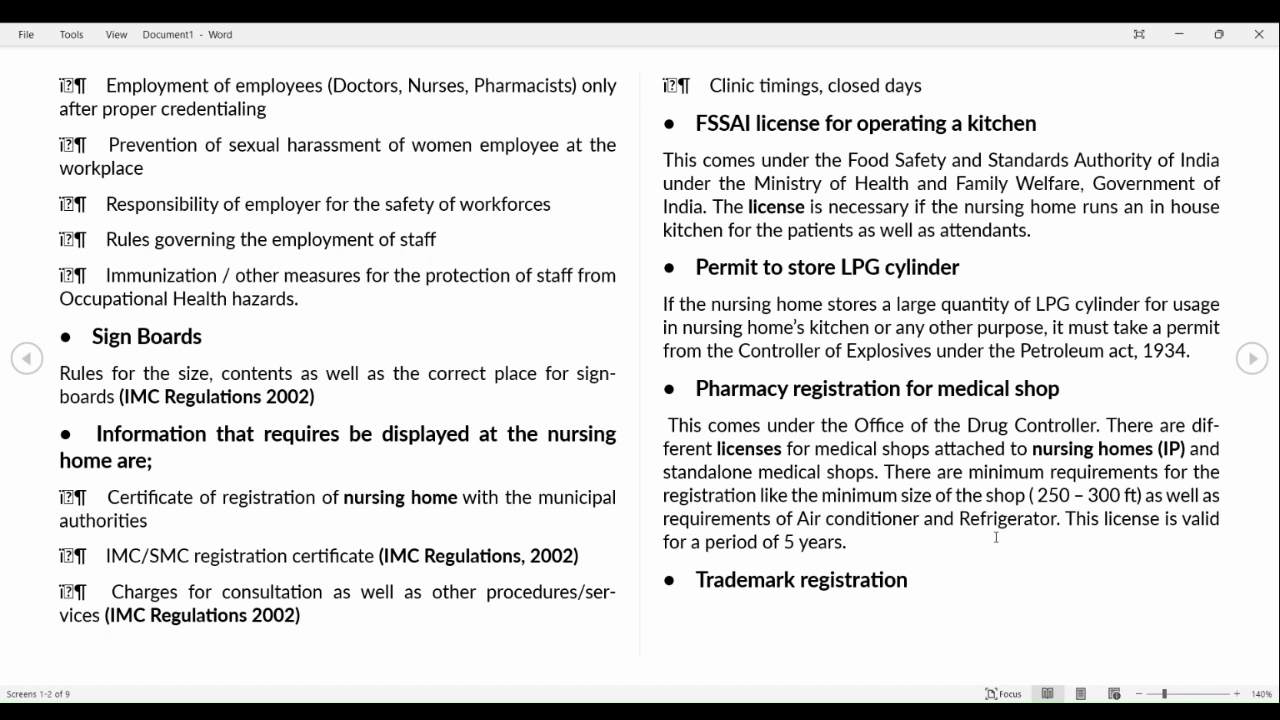 File Tools View Document1 - Word
ï⍰¶ Employment of employees (Doctors, Nurses, Pharmacists) only
after proper credentialing
ï⍰¶ Prevention of sexual harassment of women employee at the
workplace
ï⍰¶ Responsibility of employer for the safety of workforces
ï⍰¶ Rules governing the employment of staff
ï⍰¶ Immunization / other measures for the protection of staff from
Occupational Health hazards.
● Sign Boards
Rules for the size, contents as well as the correct place for sign-
boards (IMC Regulations 2002)
● Information that requires be displayed at the nursing
home are;
ï⍰¶ Certificate of registration of nursing home with the municipal
authorities
ï⍰¶ IMC/SMC registration certificate (IMC Regulations, 2002)
ï⍰¶ Charges for consultation as well as other procedures/ser-
vices (IMC Regulations 2002)
ï⍰¶ Clinic timings, closed days
● FSSAI license for operating a kitchen
This comes under the Food Safety and Standards Authority of India
under the Ministry of Health and Family Welfare, Government of
India. The license is necessary if the nursing home runs an in house
kitchen for the patients as well as attendants.
● Permit to store LPG cylinder
If the nursing home stores a large quantity of LPG cylinder for usage
in nursing home’s kitchen or any other purpose, it must take a permit
from the Controller of Explosives under the Petroleum act, 1934.
● Pharmacy registration for medical shop
This comes under the Office of the Drug Controller. There are dif-
ferent licenses for medical shops attached to nursing homes (IP) and
standalone medical shops. There are minimum requirements for the
registration like the minimum size of the shop ( 250 – 300 ft) as well as
requirements of Air conditioner and Refrigerator. This license is valid
for a period of 5 years.
● Trademark registration
Screens 1-2 of 9
Focus
140%